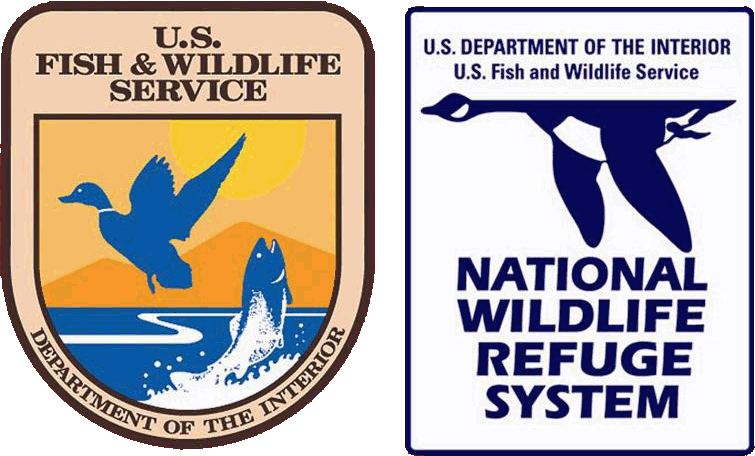 U.S.
FISH & WILDLIFE
SERVICE
DEPARTMENT OF THE INTERIOR
U.S. DEPARTMENT OF THE INTERIOR
U.S. Fish and Wildlife Service
NATIONAL
WILDLIFE
REFUGE
SYSTEM